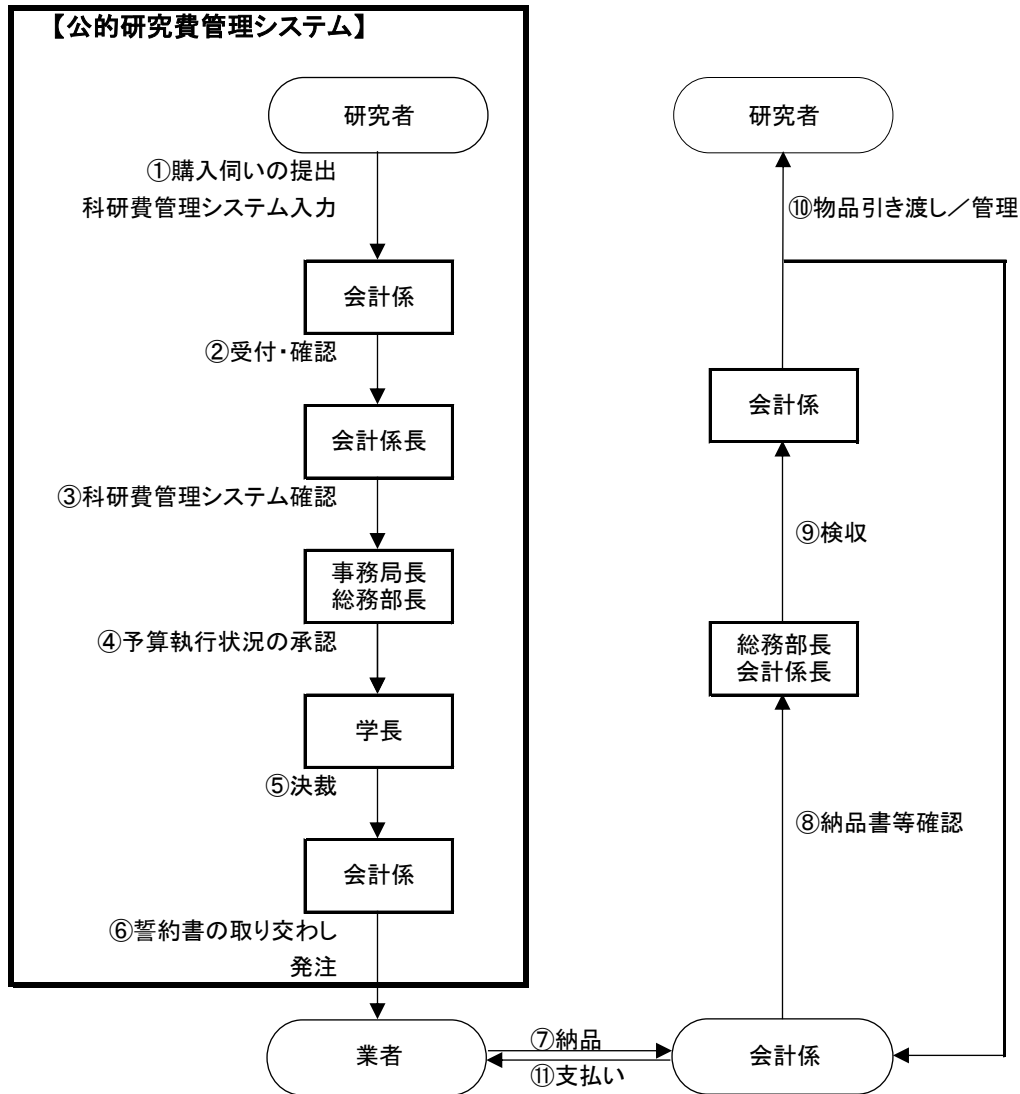 【公的研究費管理システム】
研究者
①購入伺いの提出
科研費管理システム入力
会計係
②受付・確認
会計係長
③科研費管理システム確認
事務局長
総務部長
④予算執行状況の承認
学長
⑤決裁
会計係
⑥誓約書の取り交わし
発注
業者
⑦納品
⑪支払い
会計係
⑧納品書等確認
総務部長
会計係長
⑨検収
会計係
⑩物品引き渡し／管理
研究者